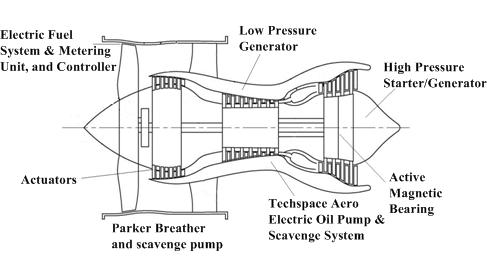 Electric Fuel
System & Metering
Unit, and Controller
Low Pressure
Generator
High Pressure
Starter/Generator
Actuators
Parker Breather
and scavenge pump
Techspace Aero
Electric Oil Pump &
Scavenge System
Active
Magnetic
Bearing